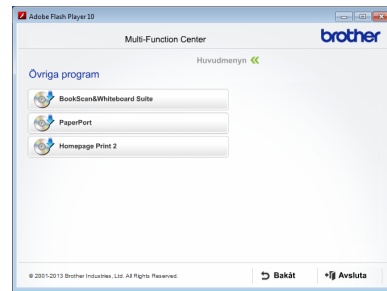 Adobe Flash Player 10
Multi-Function Center
brother
Huvudmenyn
Övriga program
BookScan&Whiteboard Suite
PaperPort
Homepage Print 2
© 2001-2013 Brother Industries, Ltd. All Rights Reserved.
Bakåt
Avsluta